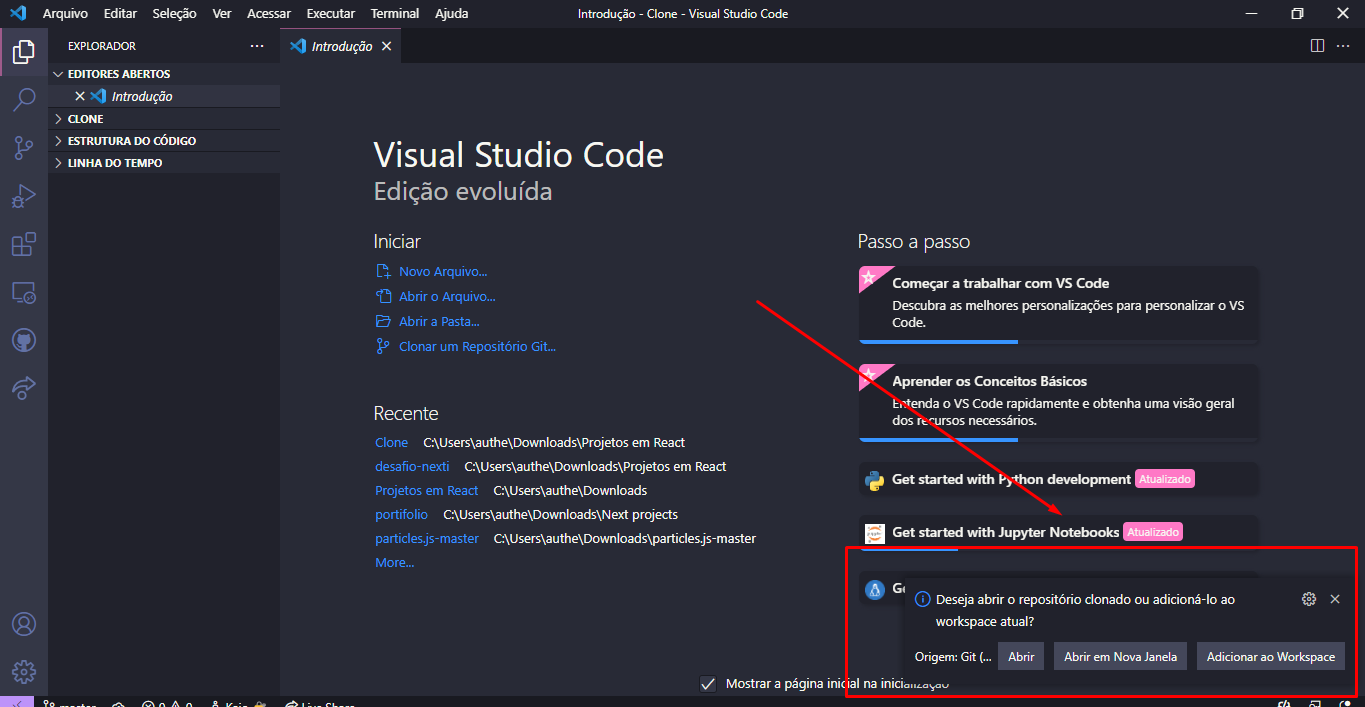 Arquivo Editar Seleção Ver Acessar Executar Terminal Ajuda
Introdução - Clone - Visual Studio Code
EXPLORADOR
Introdução
EDITORES ABERTOS
Introdução
CLONE
ESTRUTURA DO CÓDIGO
LINHA DO TEMPO
Visual Studio Code
Edição evoluída
Iniciar
Novo Arquivo...
Abrir o Arquivo...
Abrir a Pasta...
Clonar um Repositório Git...
Recente
Clone C:\Users\authe\Downloads\Projetos em React
desafio-nexti C:\Users\authe\Downloads\Projetos em React
Projetos em React C:\Users\authe\Downloads
portifolio C:\Users\authe\Downloads\Next projects
particles.js-master C:\Users\authe\Downloads\particles.js-master
More...
Passo a passo
Começar a trabalhar com VS Code
Descubra as melhores personalizações para personalizar o VS
Code.
Aprender os Conceitos Básicos
Entenda o VS Code rapidamente e obtenha uma visão geral
dos recursos necessários.
Get started with Python development Atualizado
Get started with Jupyter Notebooks Atualizado
Deseja abrir o repositório clonado ou adicioná-lo ao
workspace atual?
Origem: Git (... Abrir Abrir em Nova Janela Adicionar ao Workspace
Mostrar a página inicial na inicialização
master 0 0 Live Share